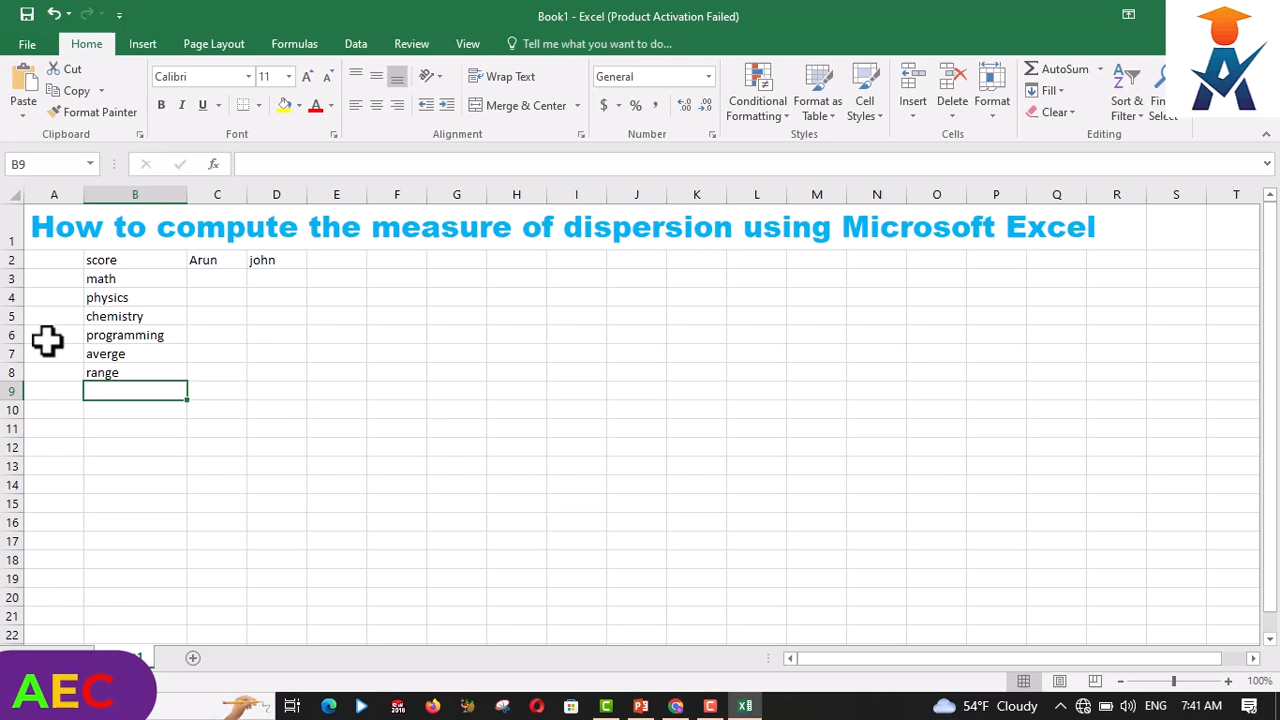 Book1 - Excel (Product Activation Failed)
File Home Insert Page Layout Formulas Data Review View Tell me what you want to do...
Paste Cut Copy Format Painter Clipboard
Calibri 11 B I U A Font
Wrap Text Merge & Center Alignment
General $ % , Number
Conditional Formatting Format as Table Cell Styles Styles
Insert Delete Format Cells
AutoSum Fill Clear Sort & Filter Select Editing
B9 fx
A B C D E F G H I J K L M N O P Q R S T
1 How to compute the measure of dispersion using Microsoft Excel
2 score Arun john
3 math
4 physics
5 chemistry
6 programming
7 averge
8 range
9
10
11
12
13
14
15
16
17
18
19
20
21
22
100%
AEC
2018
54°F Cloudy ENG 7:41 AM